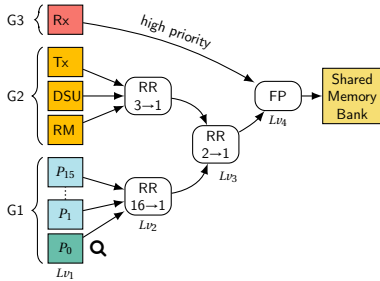 G3
Rx
high priority
Tx
G2
DSU
RM
RR
3→1
FP
Lv4
Shared
Memory
Bank
RR
2→1
Lv3
G1
P15
P1
P0
RR
16→1
Lv2
Lv1